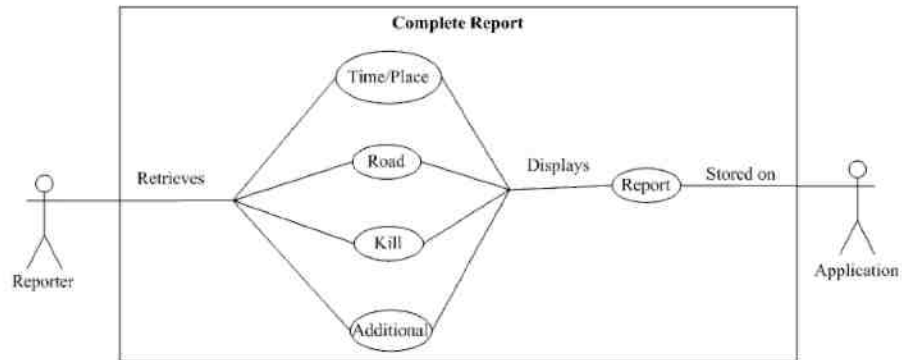 Complete Report
Time/Place
Road
Displays
Retrieves
Report
Stored on
Kill
Reporter
Application
Additional